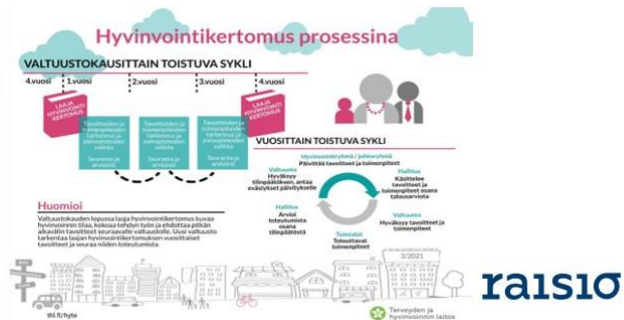 Hyvinvointikertomus prosessina
VALTUUSTOKAUSITTAIN TOISTUVA SYKLI
4.vuosi 1.vuosi 2.vuosi 3.vuosi 4.vuosi
LAAJA
HYVINVOINTI
KERTOMUS
Tavoitteiden ja
toimenpiteiden
tarkennus ja
painopisteiden
valinta
Seuranta ja
arviointi
Tavoitteiden ja
toimenpiteiden
tarkennus ja
painopisteiden
valinta
Seuranta ja
arviointi
Tavoitteiden ja
toimenpiteiden
tarkennus ja
painopisteiden
valinta
Seuranta ja
arviointi
LAAJA
HYVINVOINTI
KERTOMUS
VUOSITTAIN TOISTUVA SYKLI
Hyvinvointiryhmä / johtoryhmä
Päivittää tavoitteet ja toimenpiteet
Hallitus
Käsittelee
tavoitteet ja
toimenpiteet osana
talousarviota
Valtuusto
Hyväksyy tavoitteet ja
toimenpiteet
Toimialat
Toteuttavat
toimenpiteet
Hallitus
Arvioi
toteutumista
osana
tilinpäätöstä
Valtuusto
Hyväksyy
tilinpäätöksen, antaa
evästykset päivitykselle
Huomioi
Valtuustokauden lopussa laaja hyvinvointikertomus kuvaa
hyvinvoinnin tilaa, kokoaa tehdyn työn ja ehdottaa pitkän
aikavälin tavoitteet seuraavalle valtuustolle. Uusi valtuusto
tarkentaa laajan hyvinvointikertomuksen vuosittaiset
tavoitteet ja seuraa niiden toteutumista.
3/2021
thl.fi/hyte
Terveyden ja
hyvinvoinnin laitos
raisio